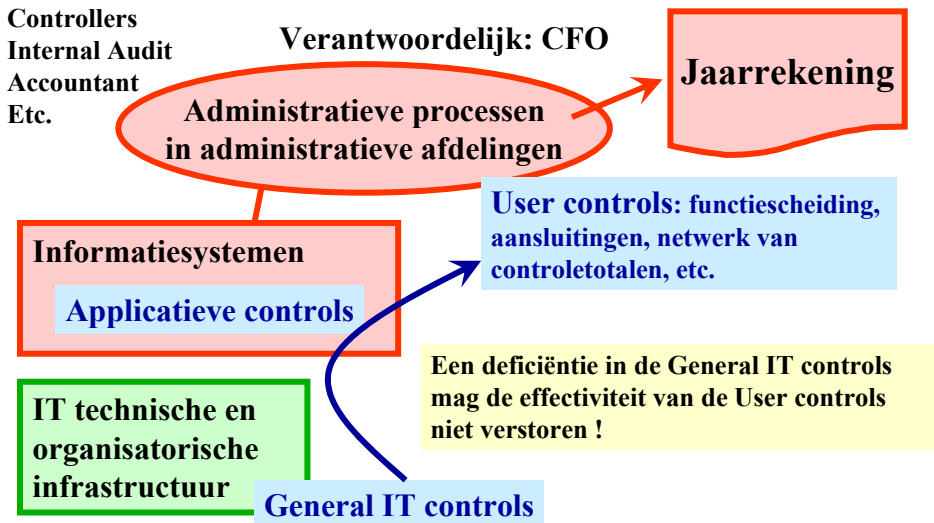 Controllers
Internal Audit
Accountant
Etc.
Verantwoordelijk: CFO
Jaarrekening
Administratieve processen
in administratieve afdelingen
User controls: functiescheiding,
aansluitingen, netwerk van
controletotalen, etc.
Informatiesystemen
Applicatieve controls
Een deficiëntie in de General IT controls
mag de effectiviteit van de User controls
niet verstoren !
IT technische en
organisatorische
infrastructuur
General IT controls